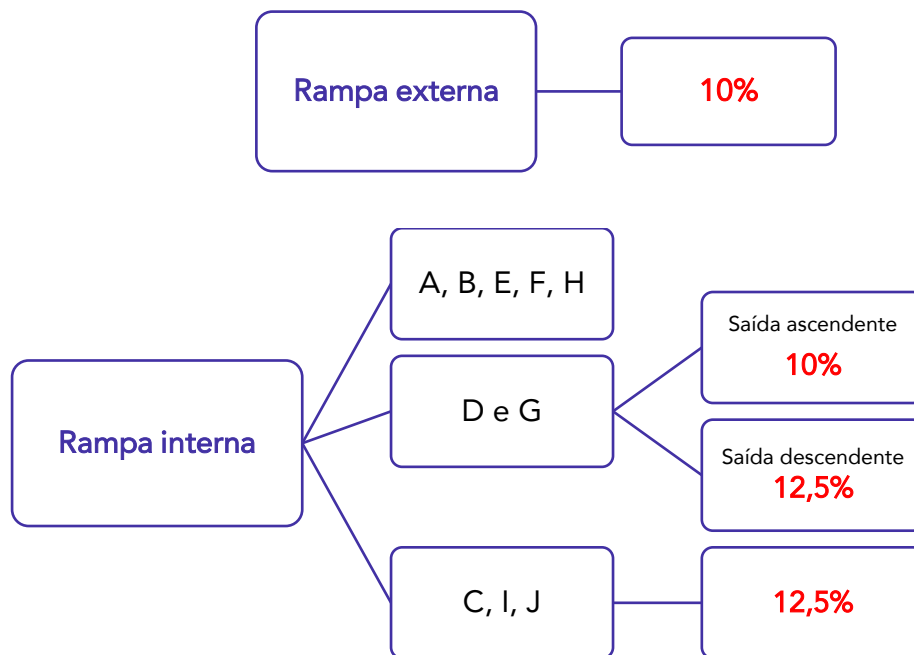 Rampa externa
10%
A, B, E, F, H
Saída ascendente
10%
D e G
Rampa interna
Saída descendente
12,5%
C, I, J
12,5%